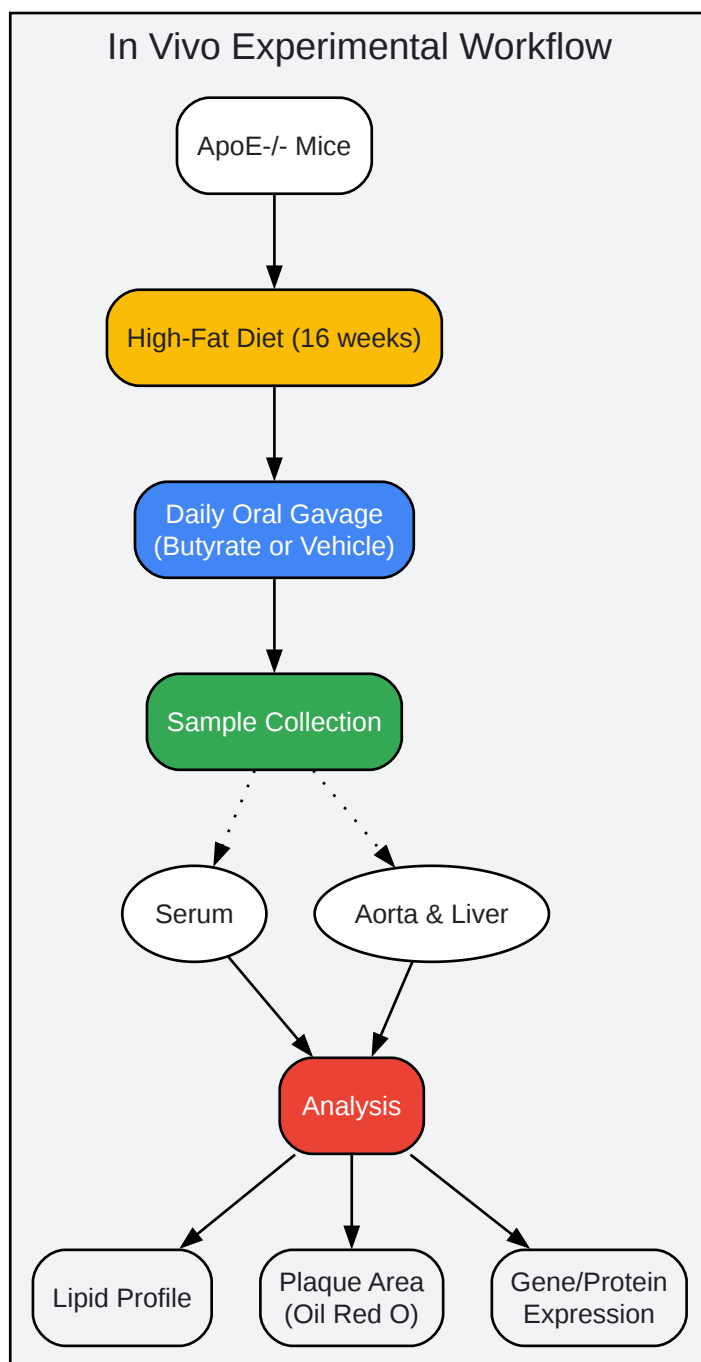 In Vivo Experimental Workflow
ApoE-/- Mice
High-Fat Diet (16 weeks)
Daily Oral Gavage
(Butyrate or Vehicle)
Sample Collection
Serum
Aorta & Liver
Analysis
Lipid Profile
Plaque Area
(Oil Red O)
Gene/Protein
Expression